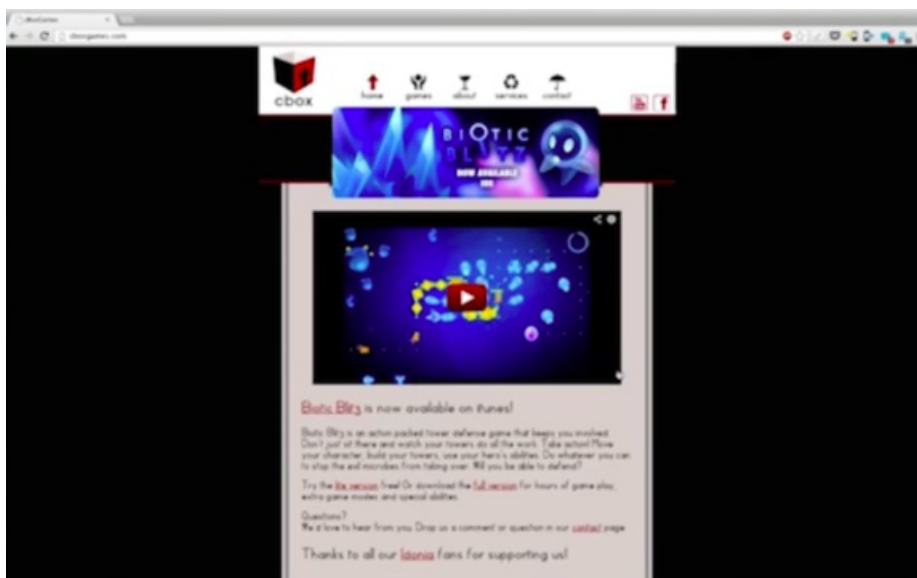 cboxgames.com
cbox
home games about services contact
BIOTIC
BLITZ
NOW AVAILABLE
Biotic Blitz is now available on itunes!
Biotic Blitz is an action packed tower defense game that keeps you involved.
Don't just sit there and watch your towers do all the work. Take action! Move
your character, build your towers, use your hero's abilities. Do whatever you can
to stop the evil microbes from taking over. Will you be able to defend?
Try the lite version free! Or download the full version for hours of game play,
extra game modes and special abilities.
Questions?
We'd love to hear from you. Drop us a comment or question in our contact page.
Thanks to all our Idonia fans for supporting us!